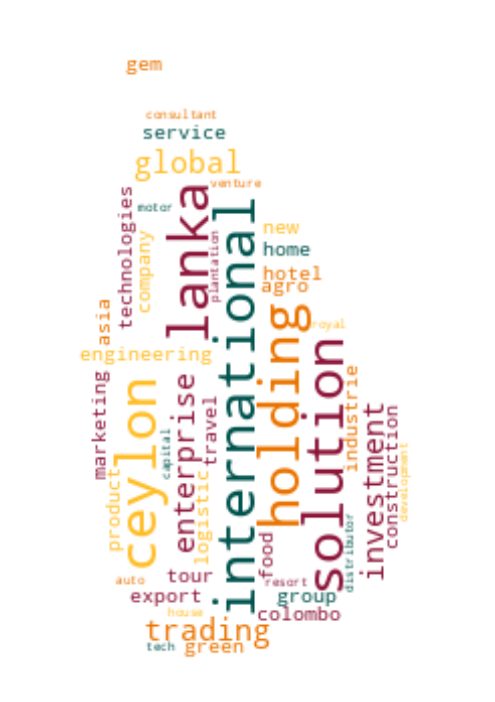 gem
consultant
service
global
venture
technologies
lanka
motor
international
plantation
new
company
home
hotel
agro
asia
holding
royal
engineering
solution
marketing
ceylon
enterprise
travel
industrie
investment
construction
capital
product
logistic
development
distributor
food
auto
tour
resort
export
group
house
colombo
trading
tech
green